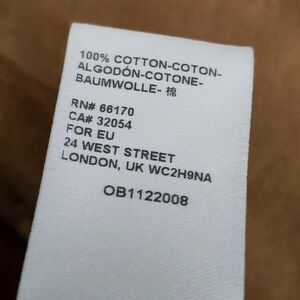 100% COTTON-COTON-
ALGODÓN-COTONE-
BAUMWOLLE- 棉
RN# 66170
CA# 32054
FOR EU
24 WEST STREET
LONDON, UK WC2H9NA
OB1122008